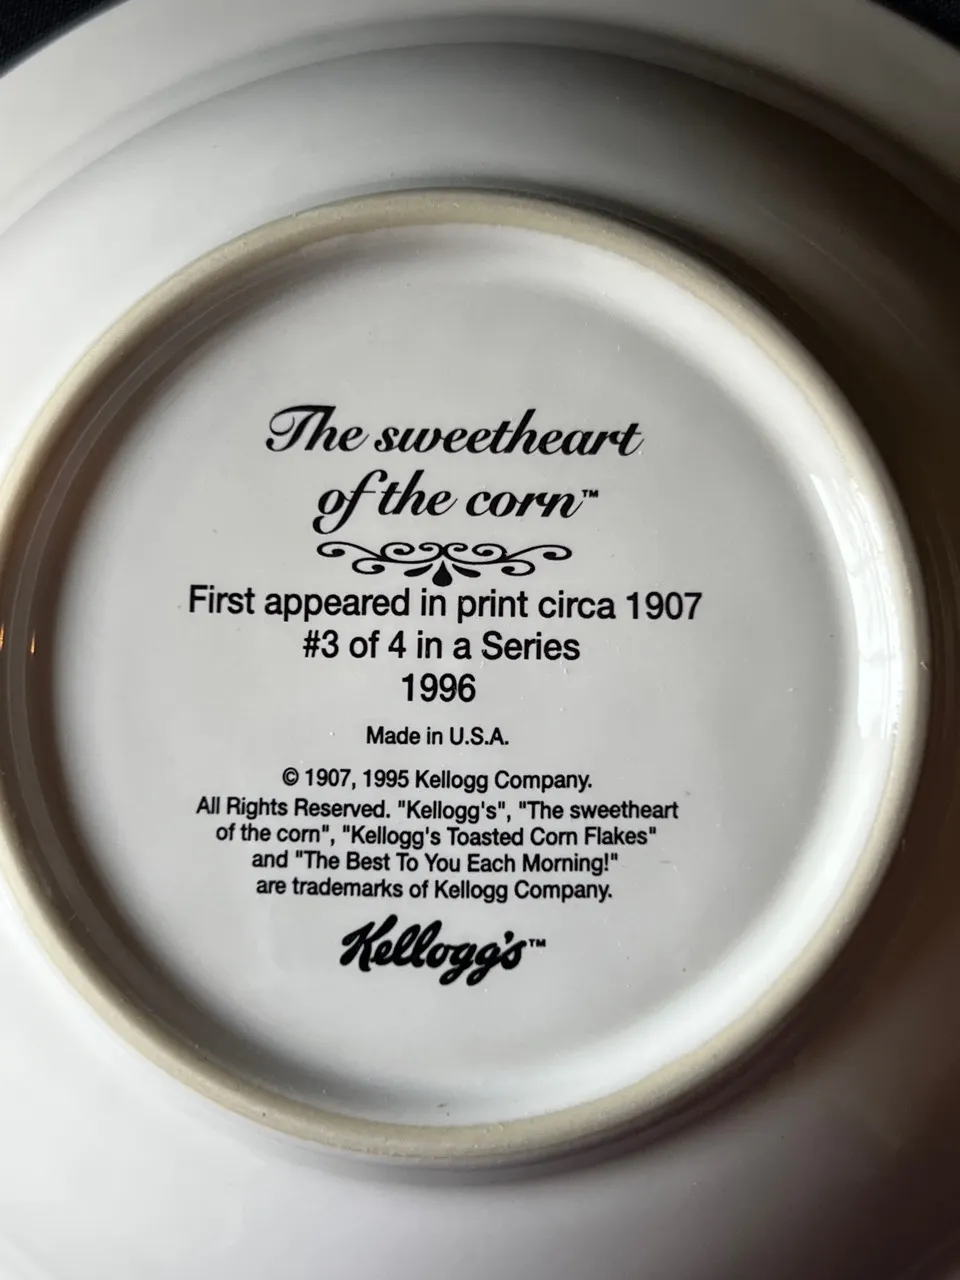 The sweetheart
of the corn™
First appeared in print circa 1907
#3 of 4 in a Series
1996
Made in U.S.A.
© 1907, 1995 Kellogg Company.
All Rights Reserved. "Kellogg's", "The sweetheart
of the corn", "Kellogg's Toasted Corn Flakes"
and "The Best To You Each Morning!"
are trademarks of Kellogg Company.
Kellogg's™